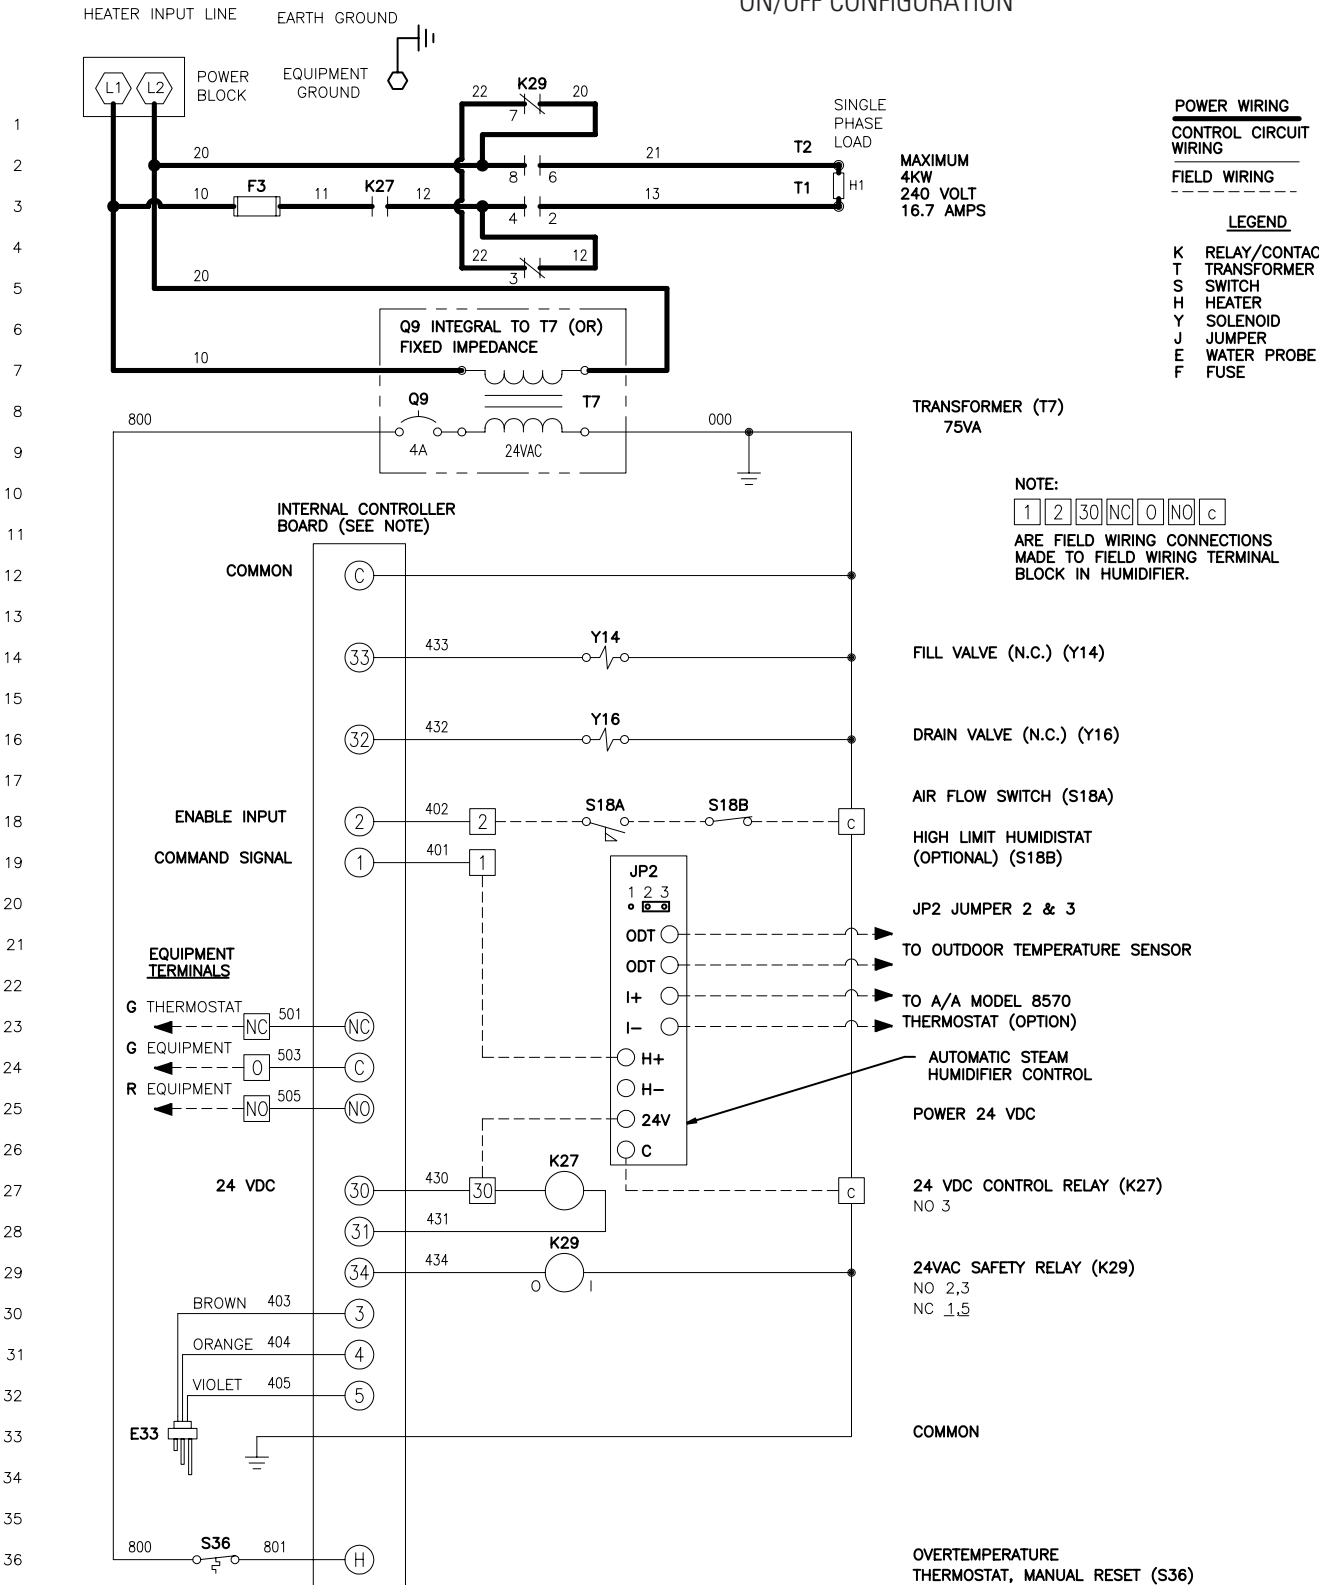 ON/OFF CONFIGURATION
HEATER INPUT LINE
EARTH GROUND
L1 L2
POWER
BLOCK
EQUIPMENT
GROUND
22 K29 20
7
SINGLE
PHASE
LOAD
POWER WIRING
CONTROL CIRCUIT
WIRING
FIELD WIRING
1
2
20
8 6
21
T2
MAXIMUM
4KW
240 VOLT
16.7 AMPS
3
10 F3 11 K27 12
4 2
13
T1
H1
LEGEND
K RELAY/CONTAC
T TRANSFORMER
S SWITCH
H HEATER
Y SOLENOID
J JUMPER
E WATER PROBE
F FUSE
4
22 12
3
5
20
6
Q9 INTEGRAL TO T7 (OR)
FIXED IMPEDANCE
7
10
8
Q9
T7
TRANSFORMER (T7)
75VA
800
000
9
4A
24VAC
10
NOTE:
1 2 30 NC O NO c
ARE FIELD WIRING CONNECTIONS
MADE TO FIELD WIRING TERMINAL
BLOCK IN HUMIDIFIER.
INTERNAL CONTROLLER
BOARD (SEE NOTE)
11
12
COMMON C
13
14
33 433 Y14
FILL VALVE (N.C.) (Y14)
15
16
32 432 Y16
DRAIN VALVE (N.C.) (Y16)
17
AIR FLOW SWITCH (S18A)
18
ENABLE INPUT 2 402 2 S18A S18B c
HIGH LIMIT HUMIDISTAT
(OPTIONAL) (S18B)
19
COMMAND SIGNAL 1 401 1
JP2
1 2 3
20
JP2 JUMPER 2 & 3
21
ODT
ODT
TO OUTDOOR TEMPERATURE SENSOR
EQUIPMENT
TERMINALS
22
I+
I-
TO A/A MODEL 8570
THERMOSTAT (OPTION)
G THERMOSTAT
23
NC 501 NC
G EQUIPMENT
24
O 503 C
H+
H-
AUTOMATIC STEAM
HUMIDIFIER CONTROL
R EQUIPMENT
25
NO 505 NO
24V
POWER 24 VDC
26
C
27
24 VDC 30 430 30 K27 c
24 VDC CONTROL RELAY (K27)
NO 3
28
31 431
29
34 434 K29
O I
24VAC SAFETY RELAY (K29)
NO 2,3
NC 1,5
30
BROWN 403 3
31
ORANGE 404 4
32
VIOLET 405 5
33
E33
COMMON
34
35
36
800 S36 801 H
OVERTEMPERATURE
THERMOSTAT, MANUAL RESET (S36)